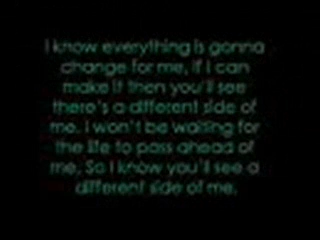 I know everything is gonna
change for me, if I can
make it then you'll see
there's a different side of
me. I won't be waiting for
the life to pass ahead of
me, So I know you'll see a
different side of me.